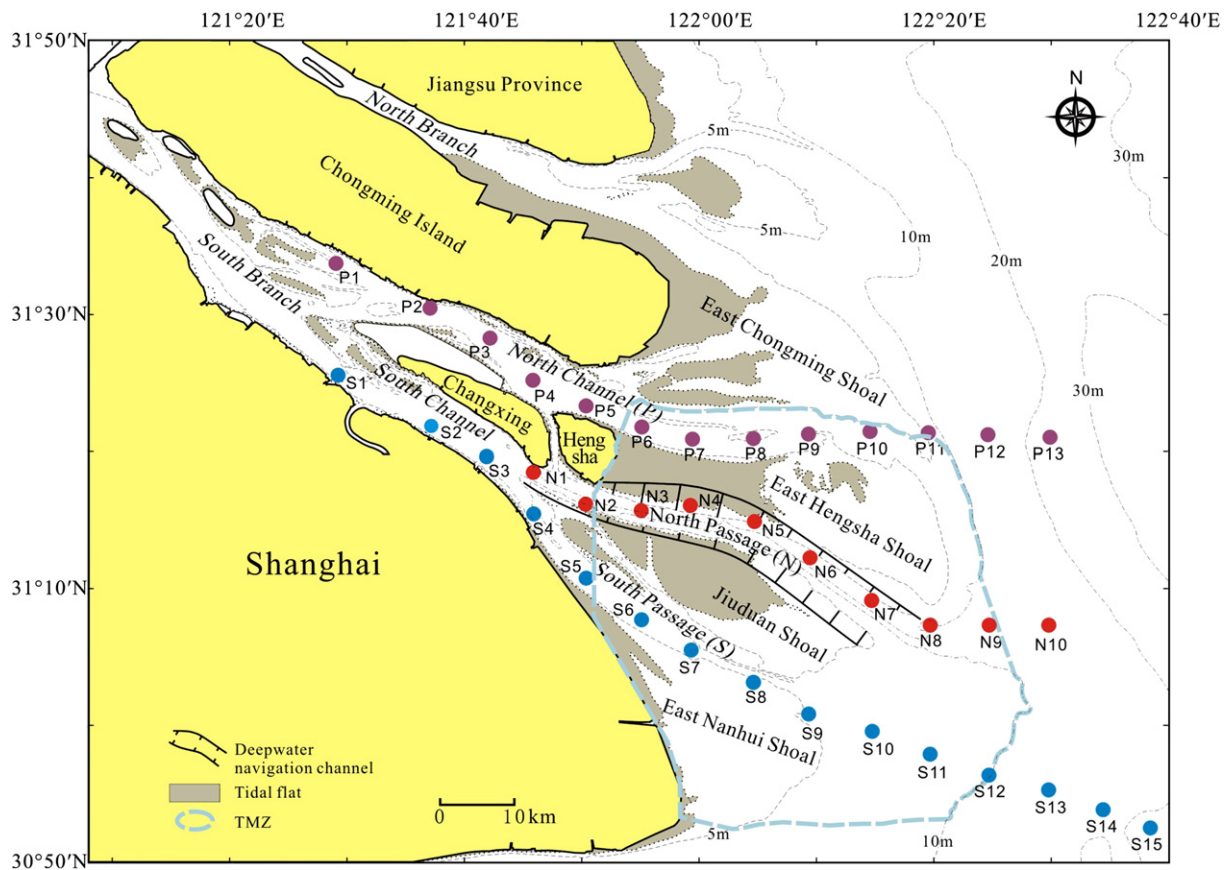 121°20′E 121°40′E 122°00′E 122°20′E 122°40′E
31°50′N
31°30′N
31°10′N
30°50′N
Jiangsu Province
N
North Branch
5m
30m
Chongming Island
5m
10m
20m
South Branch
P1
P2
P3
P4
P5
P6
P7
P8
P9
P10
P11
P12
P13
East Chongming Shoal
North Channel (P)
30m
S1
South Channel
Changxing
Heng
sha
S2
S3
S4
S5
S6
S7
S8
S9
S10
S11
S12
S13
S14
S15
N1
N2
N3
N4
N5
N6
N7
N8
N9
N10
North Passage (N)
East Hengsha Shoal
South Passage (S)
Jiuduan Shoal
East Nanhui Shoal
Shanghai
Deepwater
navigation channel
Tidal flat
TMZ
0 10km
5m
10m